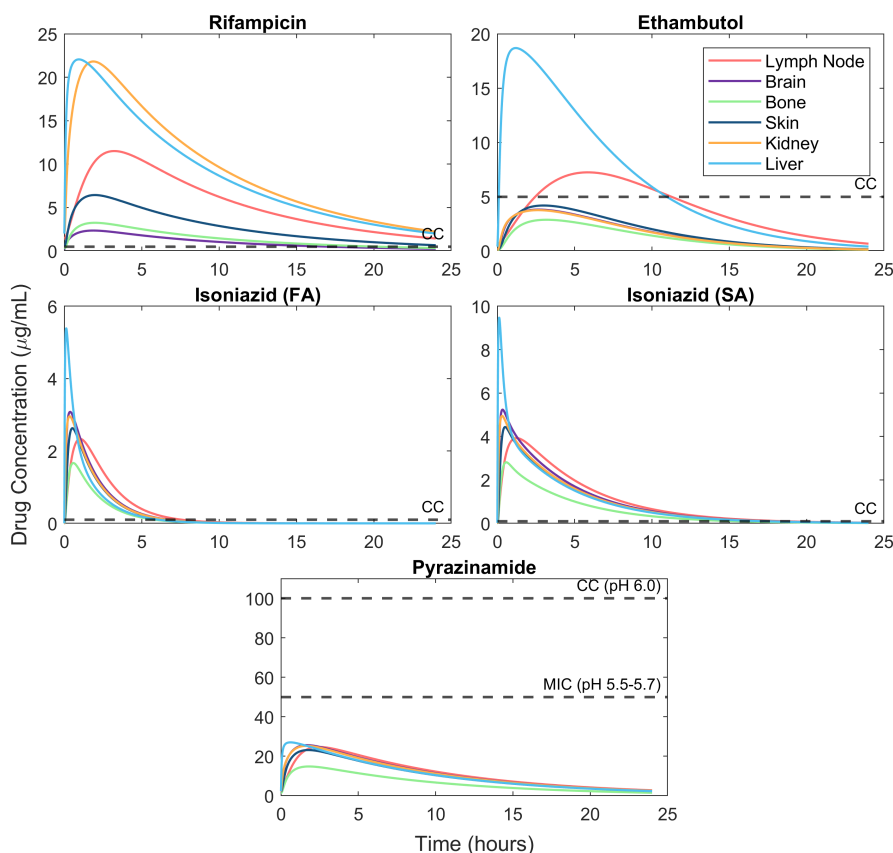 Rifampicin
25
20
15
10
5
0
CC
0 5 10 15 20 25
Ethambutol
20
15
10
5
0
Lymph Node
Brain
Bone
Skin
Kidney
Liver
CC
0 5 10 15 20 25
Drug Concentration (μg/mL)
Isoniazid (FA)
6
4
2
0
CC
0 5 10 15 20 25
Isoniazid (SA)
10
8
6
4
2
0
CC
0 5 10 15 20 25
Pyrazinamide
100
80
60
40
20
0
CC (pH 6.0)
MIC (pH 5.5-5.7)
0 5 10 15 20 25
Time (hours)